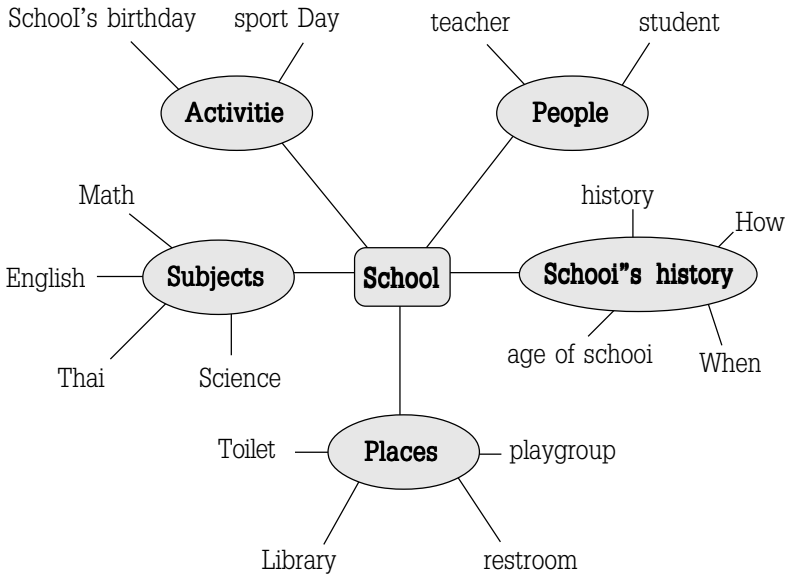 School's birthday
sport Day
teacher
student
Activitie
People
Math
history
How
English
Subjects
School
Schooi"s history
Thai
Science
age of schooi
When
Toilet
Places
playgroup
Library
restroom